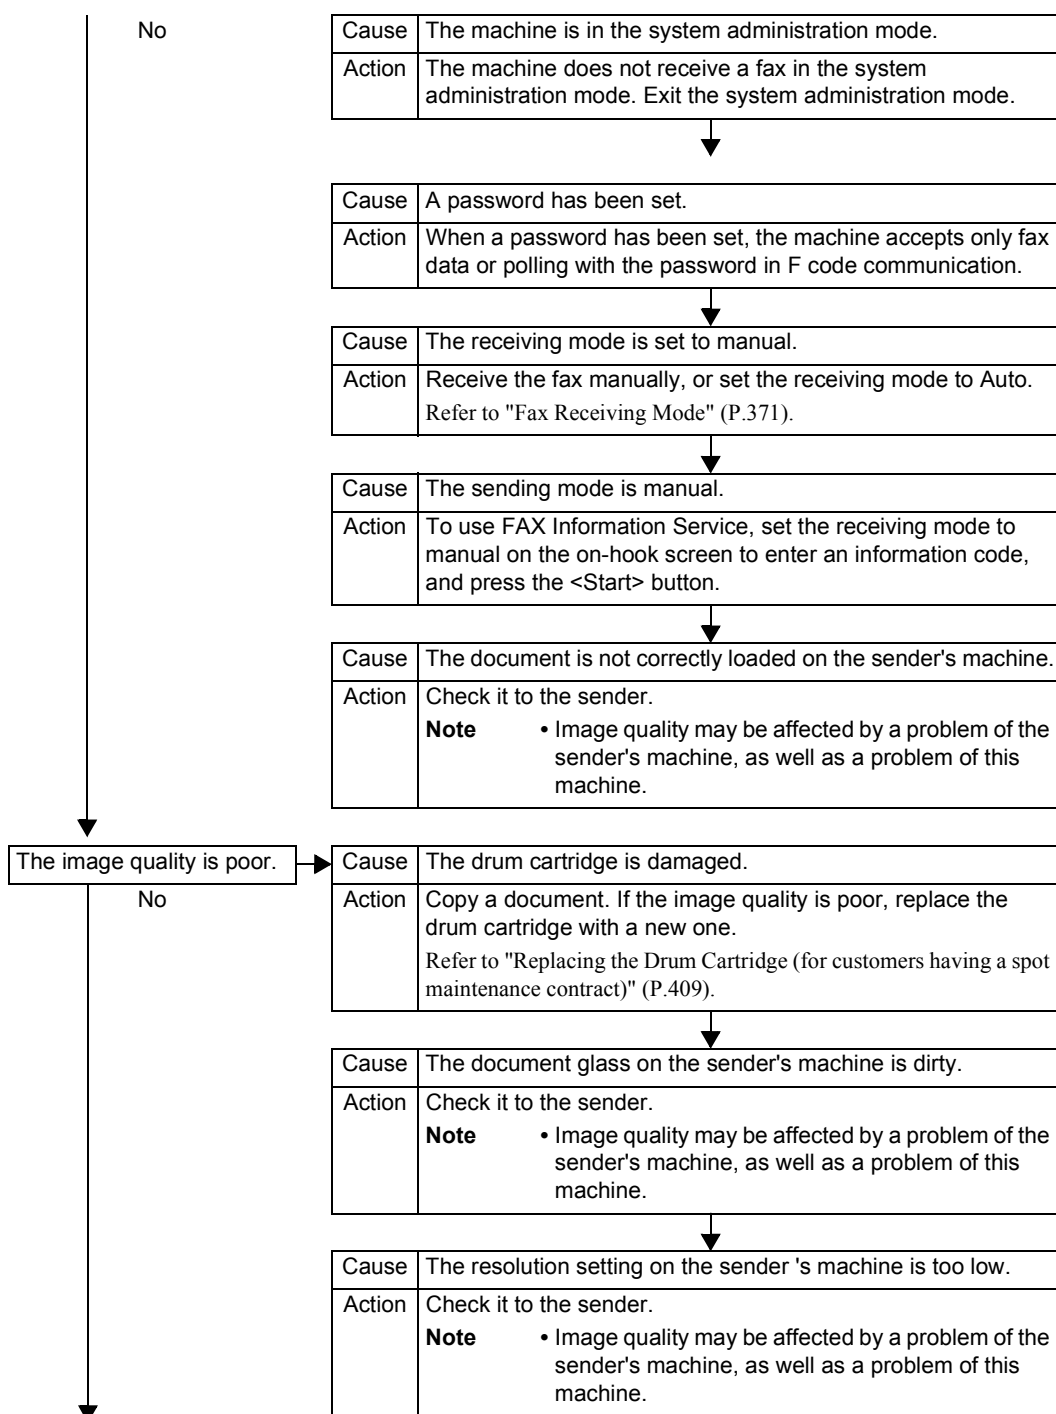 No
Cause The machine is in the system administration mode.
Action The machine does not receive a fax in the system
administration mode. Exit the system administration mode.
Cause A password has been set.
Action When a password has been set, the machine accepts only fax
data or polling with the password in F code communication.
Cause The receiving mode is set to manual.
Action Receive the fax manually, or set the receiving mode to Auto.
Refer to "Fax Receiving Mode" (P.371).
Cause The sending mode is manual.
Action To use FAX Information Service, set the receiving mode to
manual on the on-hook screen to enter an information code,
and press the <Start> button.
Cause The document is not correctly loaded on the sender's machine.
Action Check it to the sender.
Note • Image quality may be affected by a problem of the
sender's machine, as well as a problem of this
machine.
The image quality is poor.
Cause The drum cartridge is damaged.
No
Action Copy a document. If the image quality is poor, replace the
drum cartridge with a new one.
Refer to "Replacing the Drum Cartridge (for customers having a spot
maintenance contract)" (P.409).
Cause The document glass on the sender's machine is dirty.
Action Check it to the sender.
Note • Image quality may be affected by a problem of the
sender's machine, as well as a problem of this
machine.
Cause The resolution setting on the sender 's machine is too low.
Action Check it to the sender.
Note • Image quality may be affected by a problem of the
sender's machine, as well as a problem of this
machine.